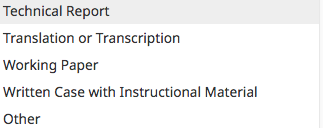 Technical Report
Translation or Transcription
Working Paper
Written Case with Instructional Material
Other